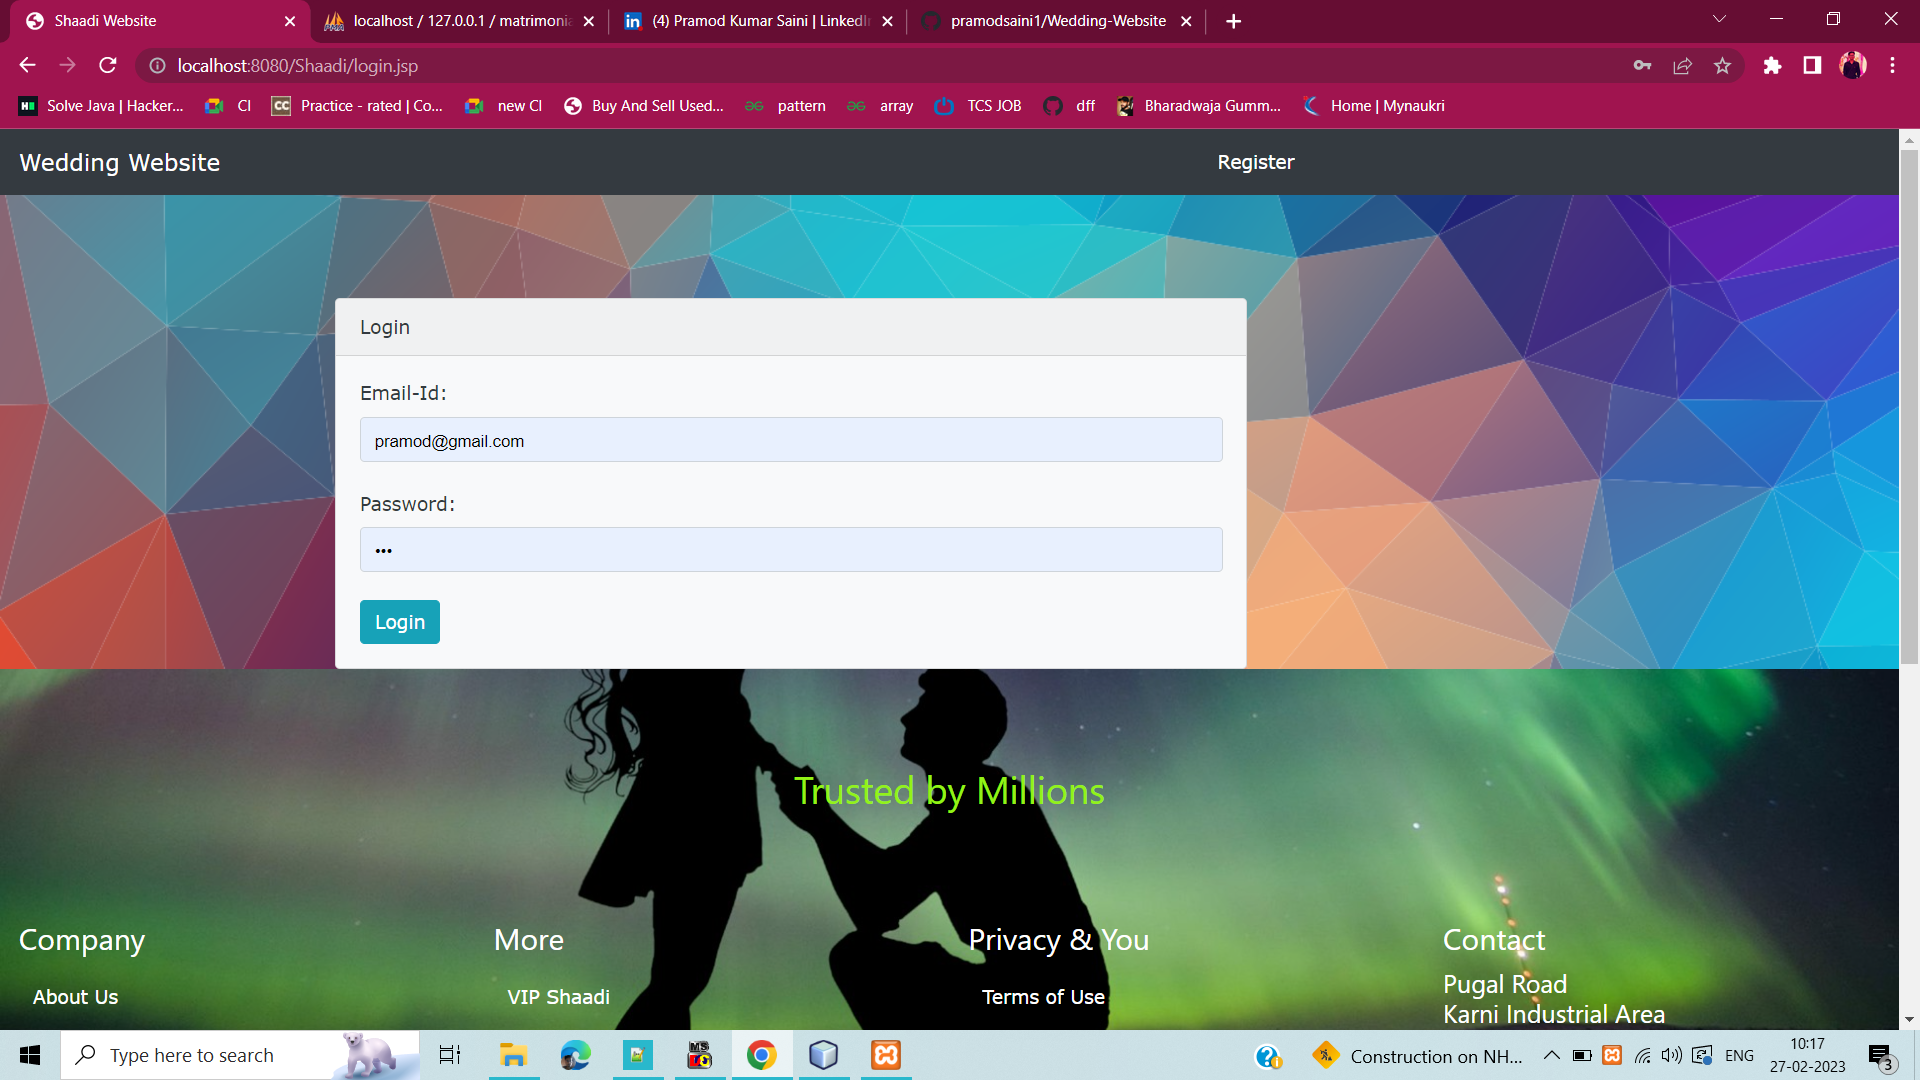 Shaadi Website
localhost / 127.0.0.1 / matrimonia
(4) Pramod Kumar Saini | LinkedIn
pramodsaini1/Wedding-Website
localhost:8080/Shaadi/login.jsp
Solve Java | Hacker...
CI
Practice - rated | Co...
new CI
Buy And Sell Used...
pattern
array
TCS JOB
dff
Bharadwaja Gumm...
Home | Mynaukri
Wedding Website
Register
Login
Email-Id:
pramod@gmail.com
Password:
•••
Login
Trusted by Millions
Company
More
Privacy & You
Contact
About Us
VIP Shaadi
Terms of Use
Pugal Road
Karni Industrial Area
Type here to search
Construction on NH...
ENG
10:17
27-02-2023
3